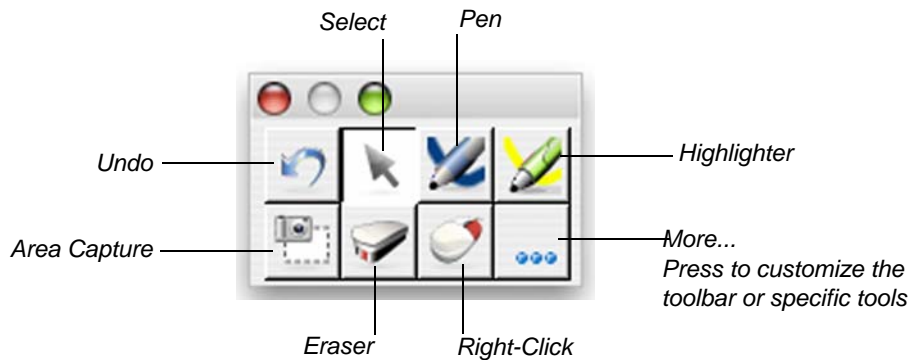 Select
Pen
Undo
Highlighter
Area Capture
More...
Press to customize the
toolbar or specific tools
Eraser
Right-Click